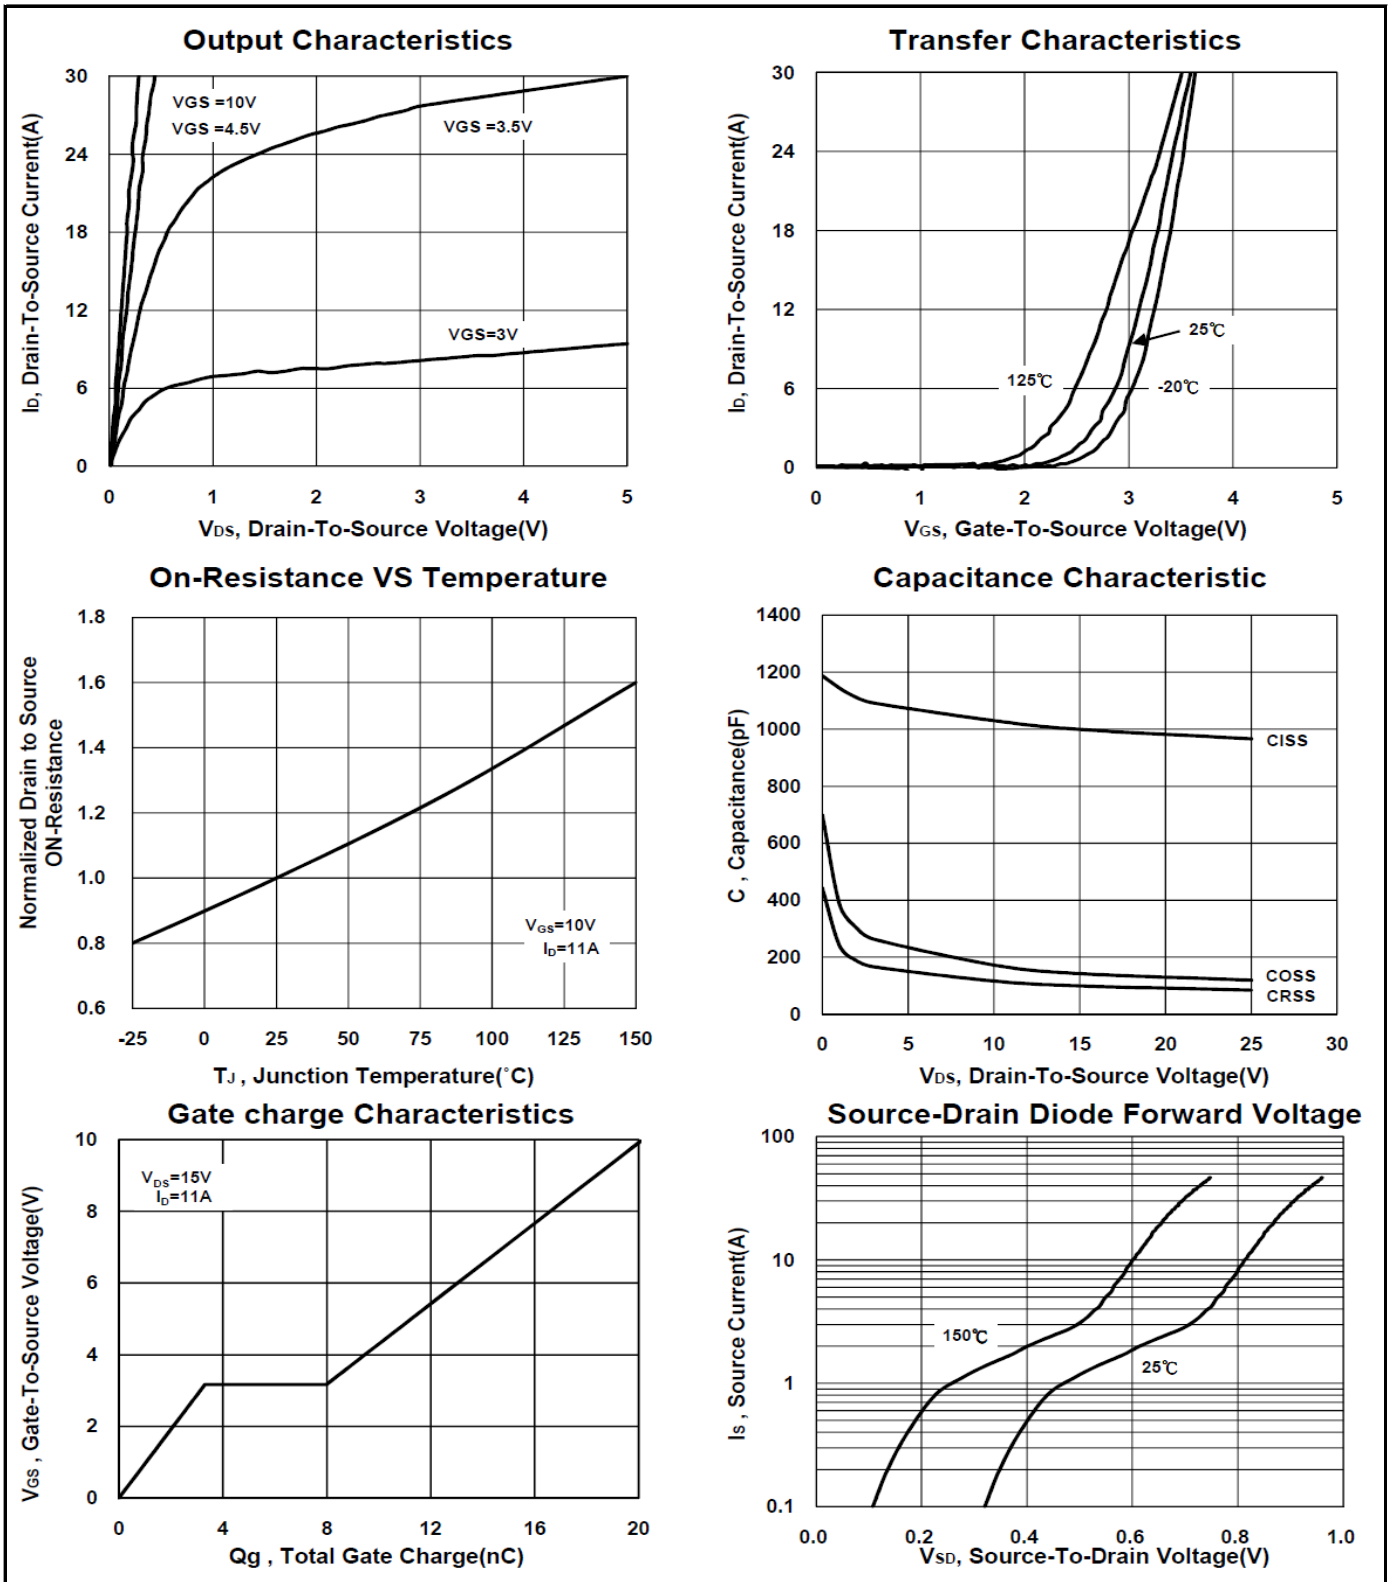 Output Characteristics
ID, Drain-To-Source Current(A)
30
24
18
12
6
0
VGS =10V
VGS =4.5V
VGS =3.5V
VGS=3V
0 1 2 3 4 5
VDS, Drain-To-Source Voltage(V)
Transfer Characteristics
ID, Drain-To-Source Current(A)
30
24
18
12
6
0
25℃
125℃
-20℃
0 1 2 3 4 5
VGS, Gate-To-Source Voltage(V)
On-Resistance VS Temperature
Normalized Drain to Source
ON-Resistance
1.8
1.6
1.4
1.2
1.0
0.8
0.6
VGS=10V
ID=11A
-25 0 25 50 75 100 125 150
TJ , Junction Temperature(˚C)
Capacitance Characteristic
C , Capacitance(pF)
1400
1200
1000
800
600
400
200
0
CISS
COSS
CRSS
0 5 10 15 20 25 30
VDS, Drain-To-Source Voltage(V)
Gate charge Characteristics
VGS , Gate-To-Source Voltage(V)
10
8
6
4
2
0
VDS=15V
ID=11A
0 4 8 12 16 20
Qg , Total Gate Charge(nC)
Source-Drain Diode Forward Voltage
IS , Source Current(A)
100
10
1
0.1
150℃
25℃
0.0 0.2 0.4 0.6 0.8 1.0
VSD, Source-To-Drain Voltage(V)